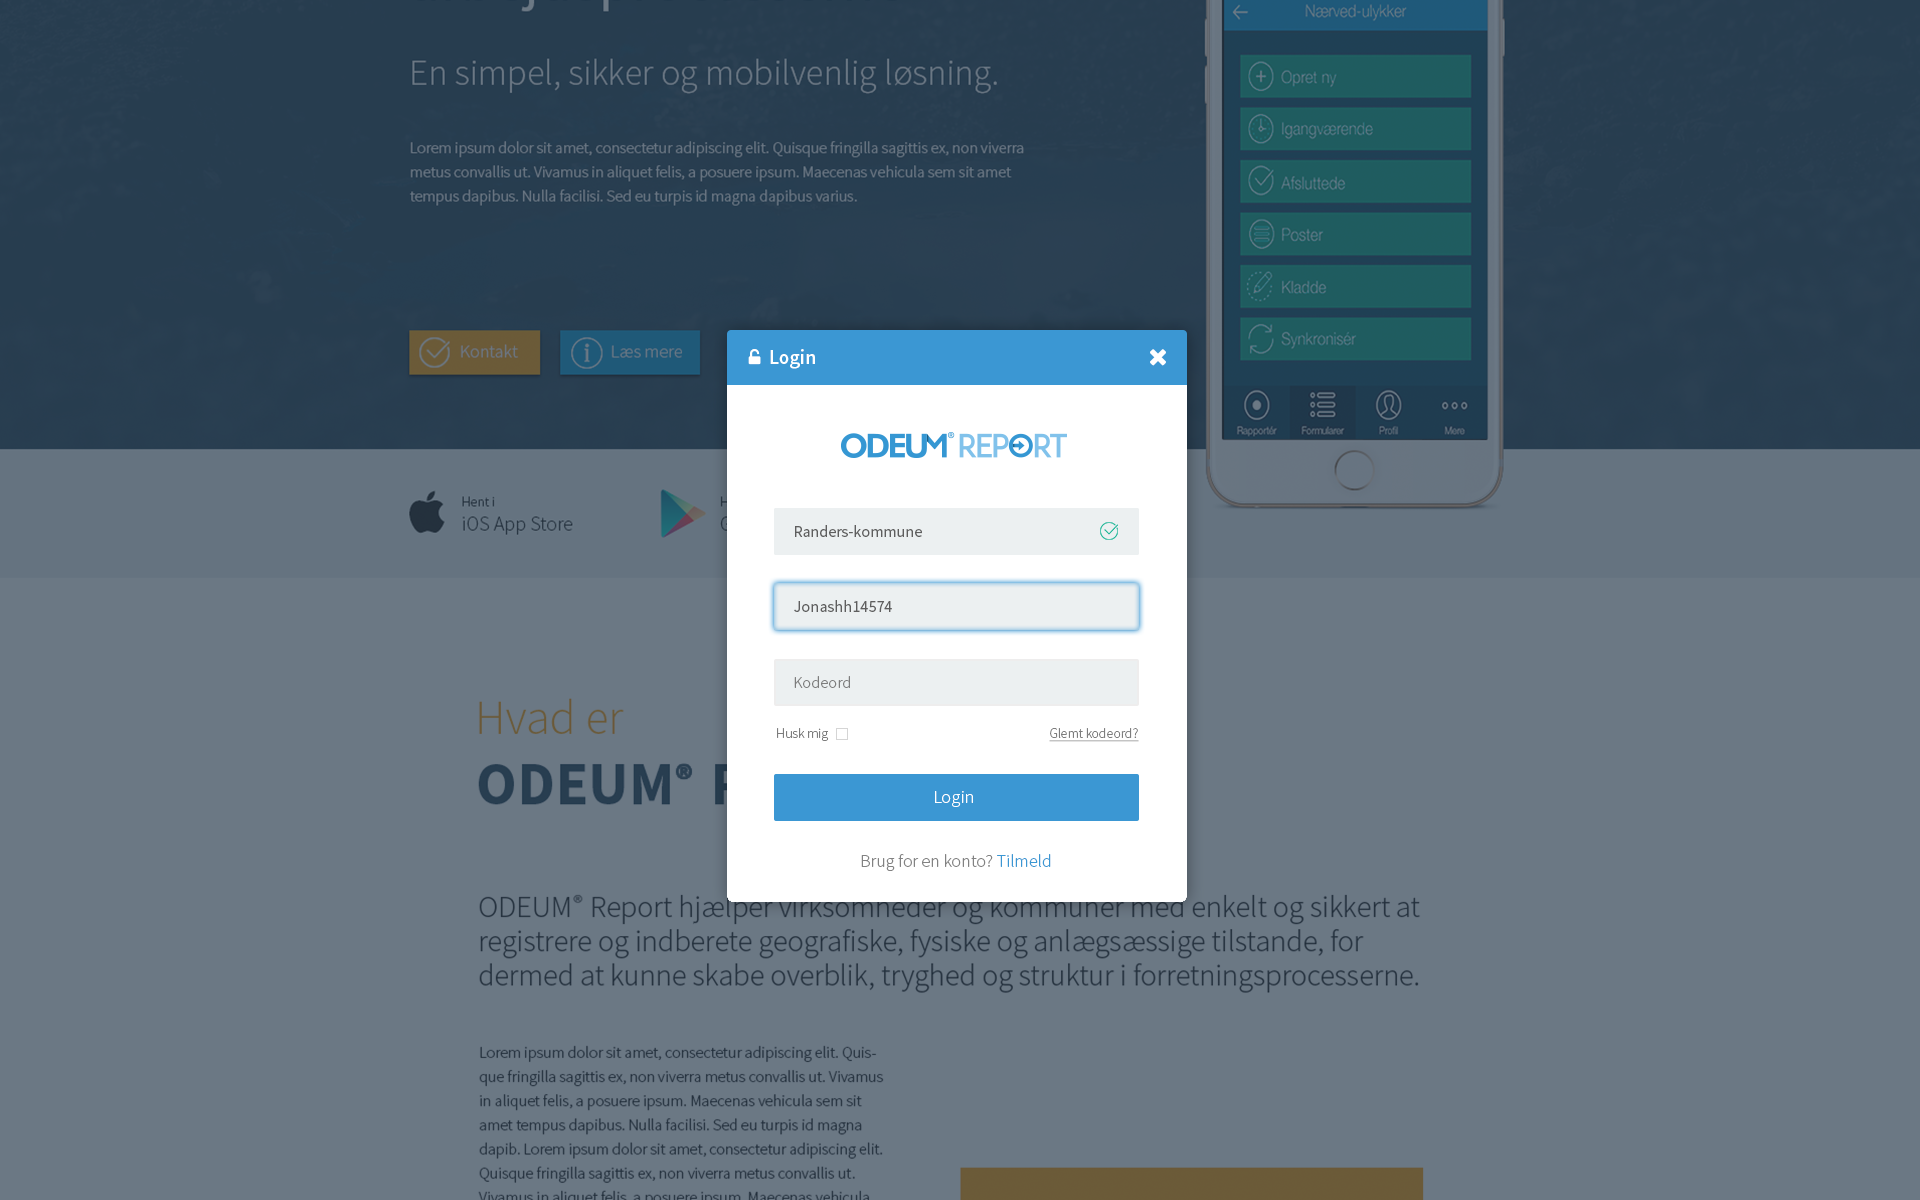 En simpel, sikker og mobilvenlig løsning.
Lorem ipsum dolor sit amet, consectetur adipiscing elit. Quisque fringilla sagittis ex, non viverra
metus convallis ut. Vivamus in aliquet felis, a posuere ipsum. Maecenas vehicula sem sit amet
tempus dapibus. Nulla facilisi. Sed eu turpis id magna dapibus varius.
Kontakt
Læs mere
Nærved-ulykker
Opret ny
Igangværende
Afsluttede
Poster
Kladde
Synkronisér
Rapportér
Formularer
Profil
Mere
Hent i
iOS App Store
Login
ODEUM® REPORT
Randers-kommune
Jonashh14574
Kodeord
Husk mig
Glemt kodeord?
Login
Brug for en konto? Tilmeld
Hvad er
ODEUM®
ODEUM® Report hjælper virksomheder og kommuner med enkelt og sikkert at
registrere og indberete geografiske, fysiske og anlægsæssige tilstande, for
dermed at kunne skabe overblik, tryghed og struktur i forretningsprocesserne.
Lorem ipsum dolor sit amet, consectetur adipiscing elit. Quis-
que fringilla sagittis ex, non viverra metus convallis ut. Vivamus
in aliquet felis, a posuere ipsum. Maecenas vehicula sem sit
amet tempus dapibus. Nulla facilisi. Sed eu turpis id magna
dapib. Lorem ipsum dolor sit amet, consectetur adipiscing elit.
Quisque fringilla sagittis ex, non viverra metus convallis ut.
Vivamus in aliquet felis, a posuere ipsum. Maecenas vehicula